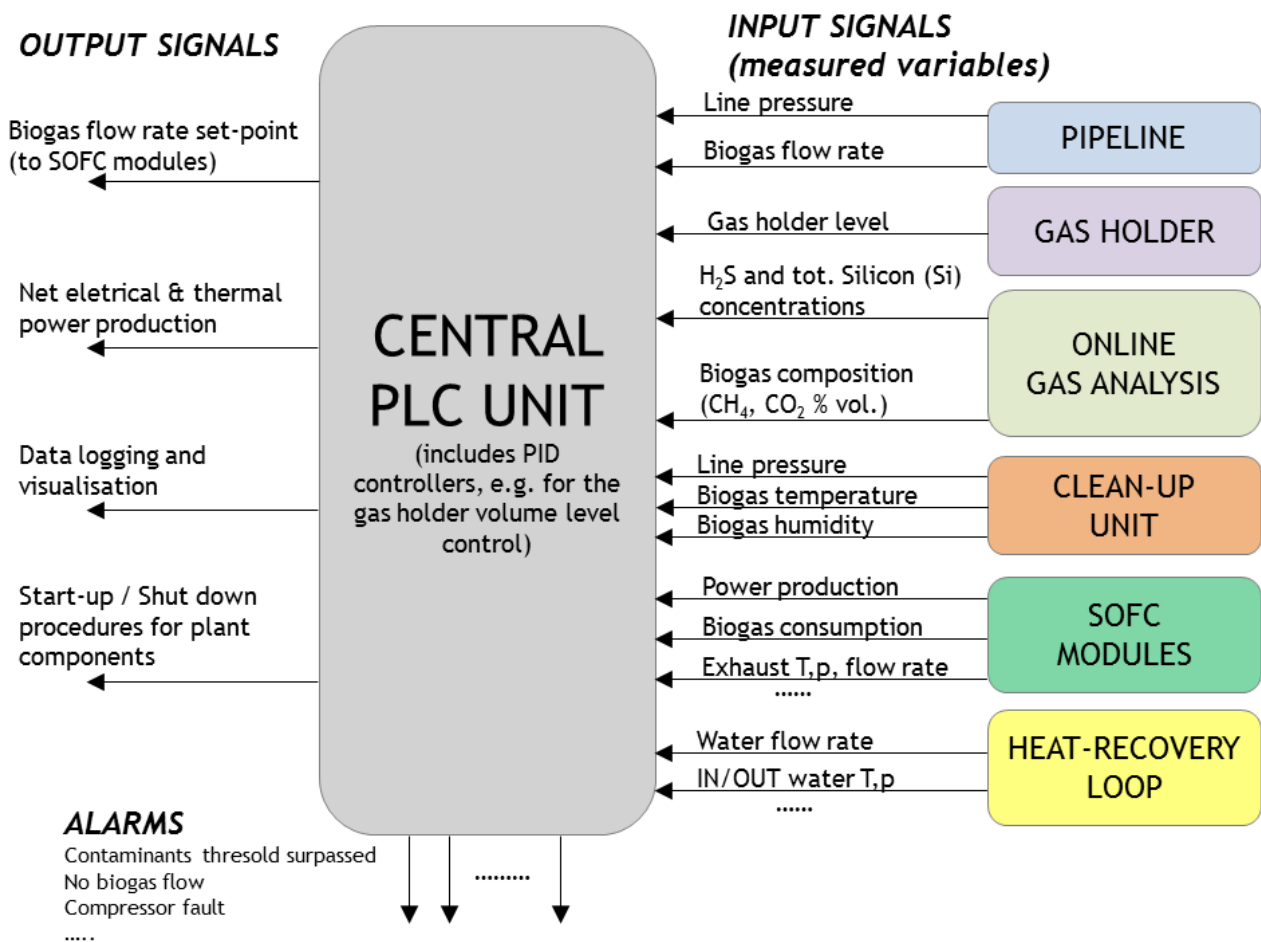 OUTPUT SIGNALS
Biogas flow rate set-point
(to SOFC modules)
Net eletrical & thermal
power production
Data logging and
visualisation
Start-up / Shut down
procedures for plant
components
CENTRAL
PLC UNIT
(includes PID
controllers, e.g. for the
gas holder volume level
control)
INPUT SIGNALS
(measured variables)
Line pressure
Biogas flow rate
PIPELINE
Gas holder level
GAS HOLDER
H₂S and tot. Silicon (Si)
concentrations
Biogas composition
(CH₄, CO₂ % vol.)
ONLINE
GAS ANALYSIS
Line pressure
Biogas temperature
Biogas humidity
CLEAN-UP
UNIT
Power production
Biogas consumption
Exhaust T,p, flow rate
......
SOFC
MODULES
Water flow rate
IN/OUT water T,p
......
HEAT-RECOVERY
LOOP
ALARMS
Contaminants thresold surpassed
No biogas flow
Compressor fault
.....
.........